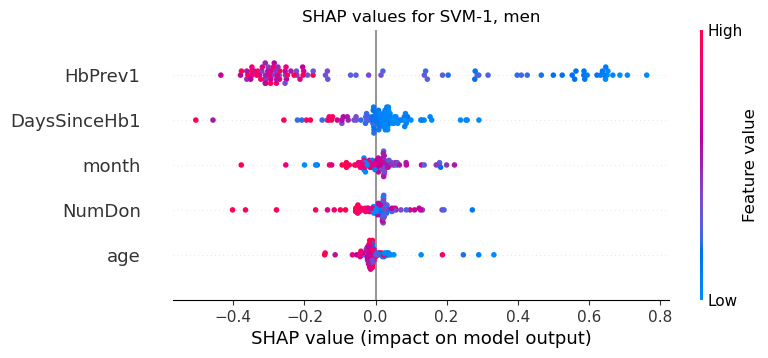 SHAP values for SVM-1, men
High
HbPrev1
DaysSinceHb1
month
NumDon
age
Feature value
Low
−0.4 −0.2 0.0 0.2 0.4 0.6 0.8
SHAP value (impact on model output)